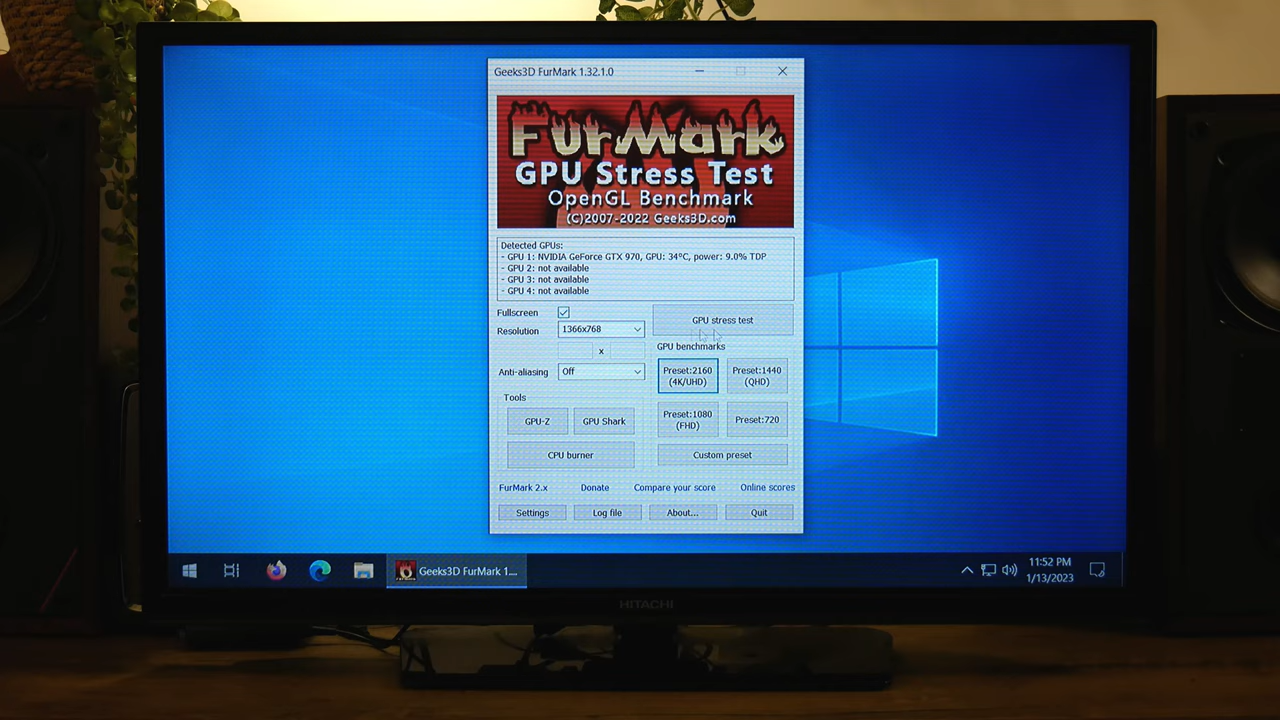 Geeks3D FurMark 1.32.1.0
FurMark
GPU Stress Test
OpenGL Benchmark
(C)2007-2022 Geeks3D.com
Detected GPUs:
- GPU 1: NVIDIA GeForce GTX 970, GPU: 34°C, power: 9.0% TDP
- GPU 2: not available
- GPU 3: not available
- GPU 4: not available
Fullscreen
GPU stress test
Resolution 1366x768
GPU benchmarks
x
Anti-aliasing Off
Preset:2160
(4K/UHD)
Preset:1440
(QHD)
Tools
GPU-Z GPU Shark
Preset:1080
(FHD)
Preset:720
CPU burner Custom preset
FurMark 2.x Donate Compare your score Online scores
Settings Log file About... Quit
Geeks3D FurMark 1....
11:52 PM
1/13/2023
HITACHI